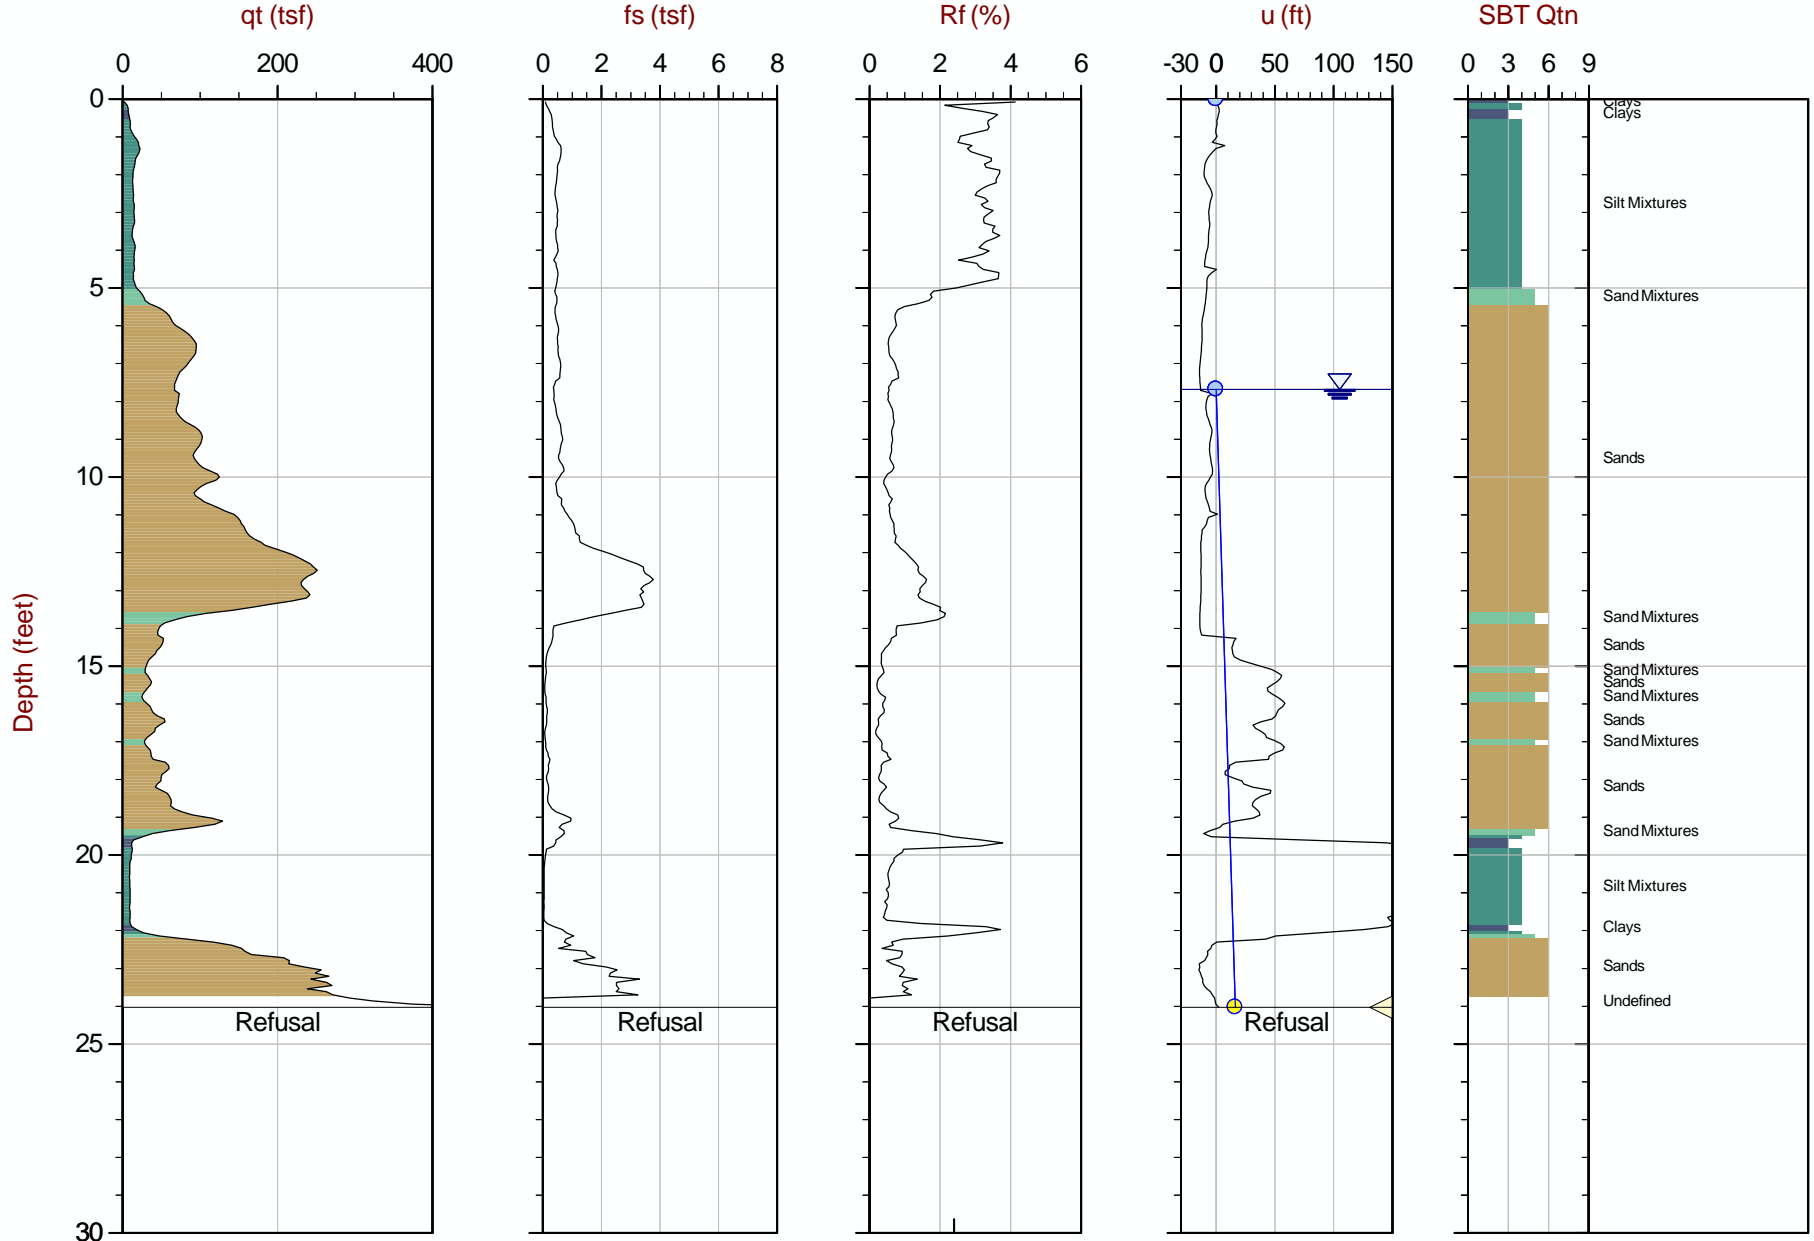 qt (tsf) fs (tsf) Rf (%) u (ft) SBT Qtn
0 200 400 0 2 4 6 8 0 2 4 6 -30 0 50 100 150 0 3 6 9
0
Clays
Clays
Silt Mixtures
5
Sand Mixtures
Sands
10
Sand Mixtures
Sands
15
Sand Mixtures
Sands
Sand Mixtures
Sands
Sand Mixtures
Sands
Sand Mixtures
20
Silt Mixtures
Clays
Sands
Undefined
Refusal Refusal Refusal Refusal
25
30
Depth (feet)